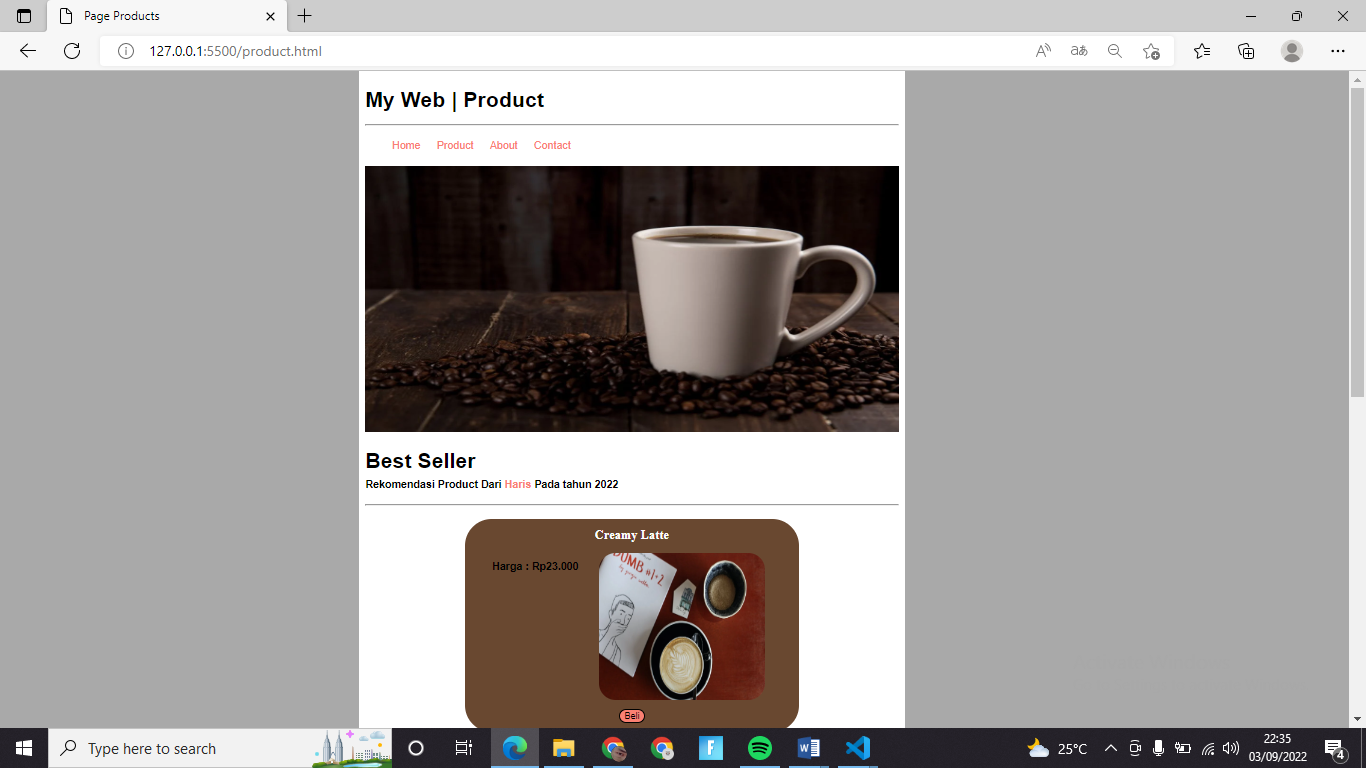 Page Products
127.0.0.1:5500/product.html
My Web | Product
Home Product About Contact
Best Seller
Rekomendasi Product Dari Haris Pada tahun 2022
Creamy Latte
Harga : Rp23.000
DUMB #1+2
Beli
Type here to search
25°C
22:35
03/09/2022
4